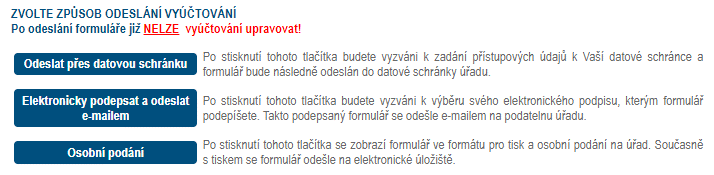 ZVOLTE ZPŮSOB ODESLÁNÍ VYÚČTOVÁNÍ
Po odeslání formuláře již NELZE vyúčtování upravovat!
Odeslat přes datovou schránku
Po stisknutí tohoto tlačítka budete vyzváni k zadání přístupových údajů k Vaší datové schránce a
formulář bude následně odeslán do datové schránky úřadu.
Elektronicky podepsat a odeslat
e-mailem
Po stisknutí tohoto tlačítka budete vyzváni k výběru svého elektronického podpisu, kterým formulář
podepíšete. Takto podepsaný formulář se odešle e-mailem na podatelnu úřadu.
Osobní podání
Po stisknutí tohoto tlačítka se zobrazí formulář ve formátu pro tisk a osobní podání na úřad. Současně
s tiskem se formulář odešle na elektronické úložiště.